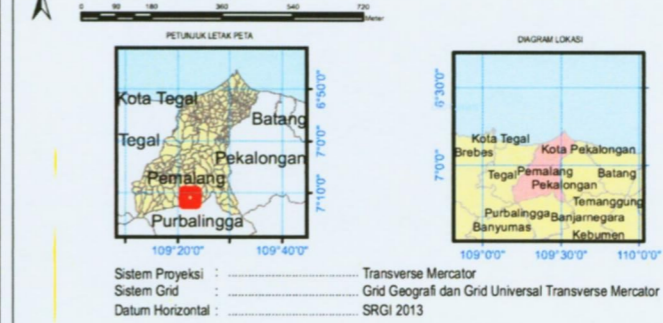 0 90 180 360 540 720
Meter
PETUNJUK LETAK PETA
DIAGRAM LOKASI
Kota Tegal
Batang
Tegal
Pekalongan
Pemalang
Purbalingga
6°50'0"
7°0'0"
7°10'0"
109°20'0"
109°40'0"
6°30'0"
7°0'0"
Kota Tegal
Brebes
Kota Pekalongan
Tegal
Pemalang
Batang
Pekalongan
Temanggung
Purbalingga
Banjarnegara
Banyumas
Kebumen
109°0'0"
109°30'0"
110°0'0"
Sistem Proyeksi : ........................................ Transverse Mercator
Sistem Grid : ........................................ Grid Geografi dan Grid Universal Transverse Mercator
Datum Horizontal : ........................................ SRGI 2013